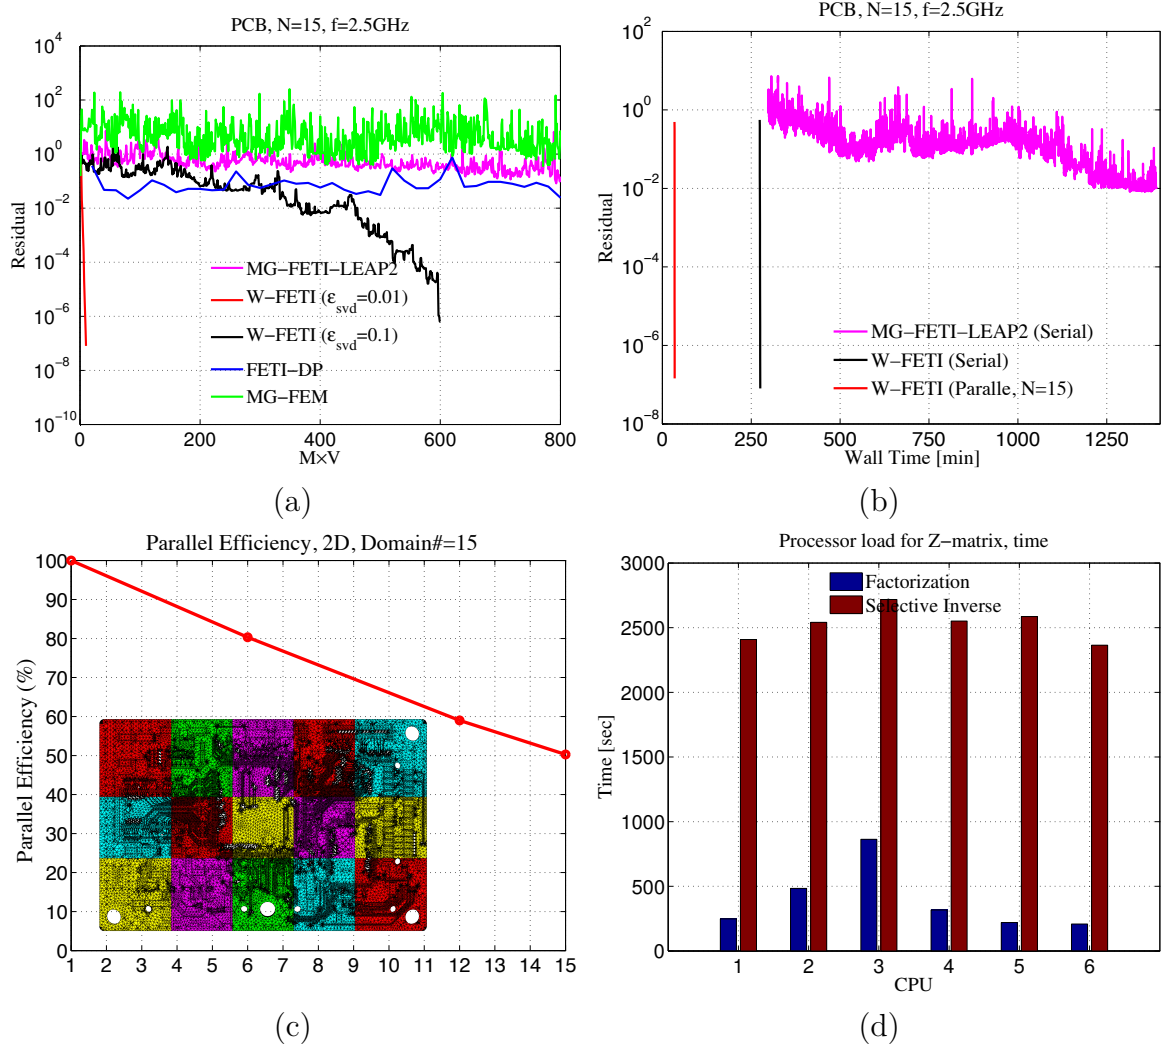 PCB, N=15, f=2.5GHz
10^4
10^2
10^0
10^−2
10^−4
10^−6
10^−8
10^−10
Residual
MG−FETI−LEAP2
W−FETI (ε_svd=0.01)
W−FETI (ε_svd=0.1)
FETI−DP
MG−FEM
0 200 400 600 800
M×V
(a)
PCB, N=15, f=2.5GHz
10^2
10^0
10^−2
10^−4
10^−6
10^−8
Residual
MG−FETI−LEAP2 (Serial)
W−FETI (Serial)
W−FETI (Paralle, N=15)
0 250 500 750 1000 1250
Wall Time [min]
(b)
Parallel Efficiency, 2D, Domain#=15
100
90
80
70
60
50
40
30
20
10
0
Parallel Efficiency (%)
1 2 3 4 5 6 7 8 9 10 11 12 13 14 15
(c)
Processor load for Z−matrix, time
3000
2500
2000
1500
1000
500
0
Time [sec]
Factorization
Selective Inverse
1 2 3 4 5 6
CPU
(d)